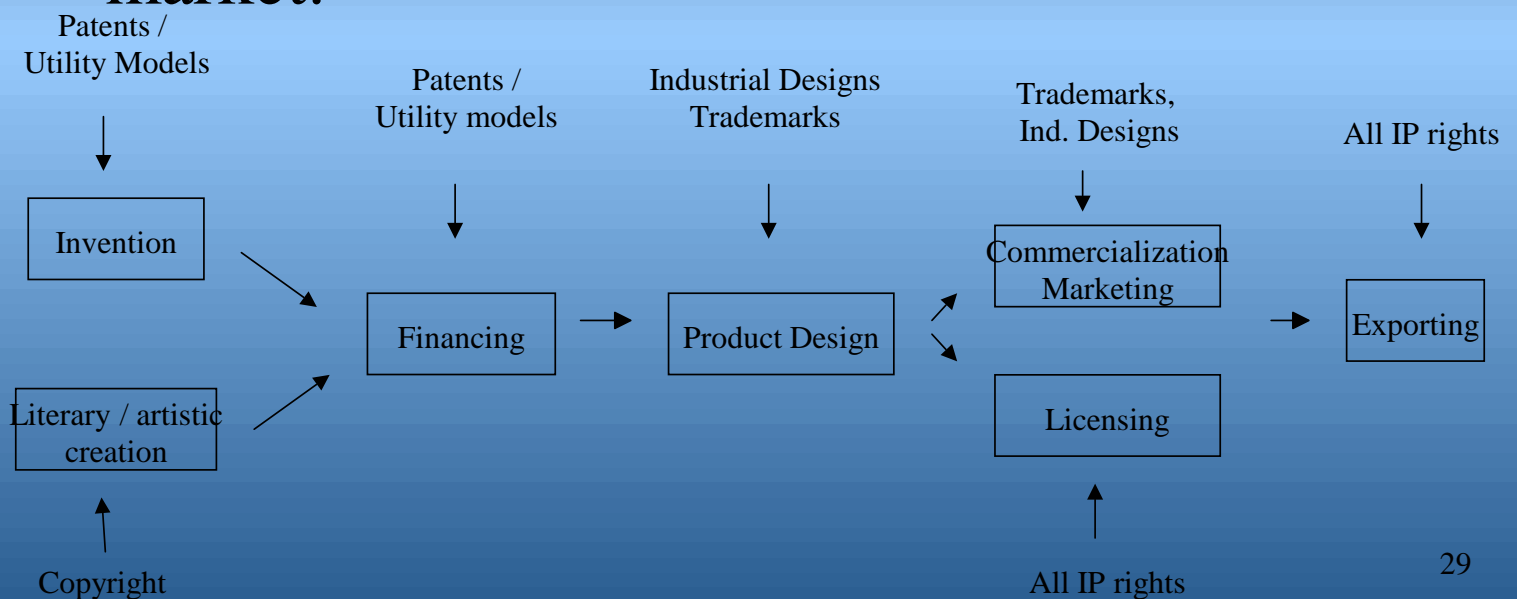 market.
Patents /
Utility Models
Patents /
Utility models
Industrial Designs
Trademarks
Trademarks,
Ind. Designs
All IP rights
Invention
Commercialization
Marketing
Financing
Product Design
Exporting
Literary / artistic
creation
Licensing
Copyright
All IP rights
29